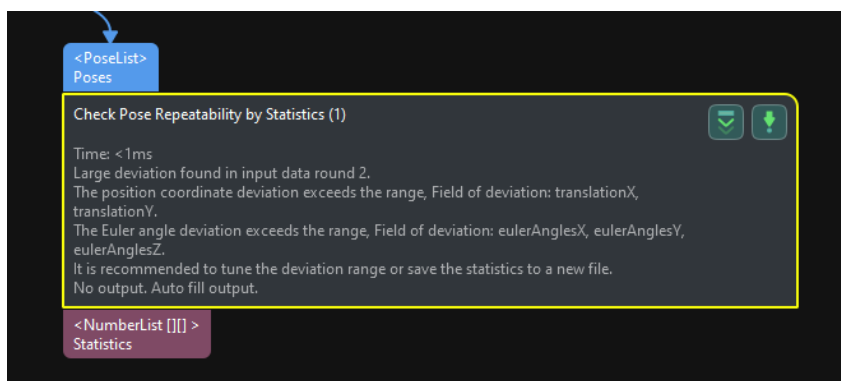 <PoseList>
Poses
Check Pose Repeatability by Statistics (1)
Time: <1ms
Large deviation found in input data round 2.
The position coordinate deviation exceeds the range, Field of deviation: translationX,
translationY.
The Euler angle deviation exceeds the range, Field of deviation: eulerAnglesX, eulerAnglesY,
eulerAnglesZ.
It is recommended to tune the deviation range or save the statistics to a new file.
No output. Auto fill output.
<NumberList [][] >
Statistics